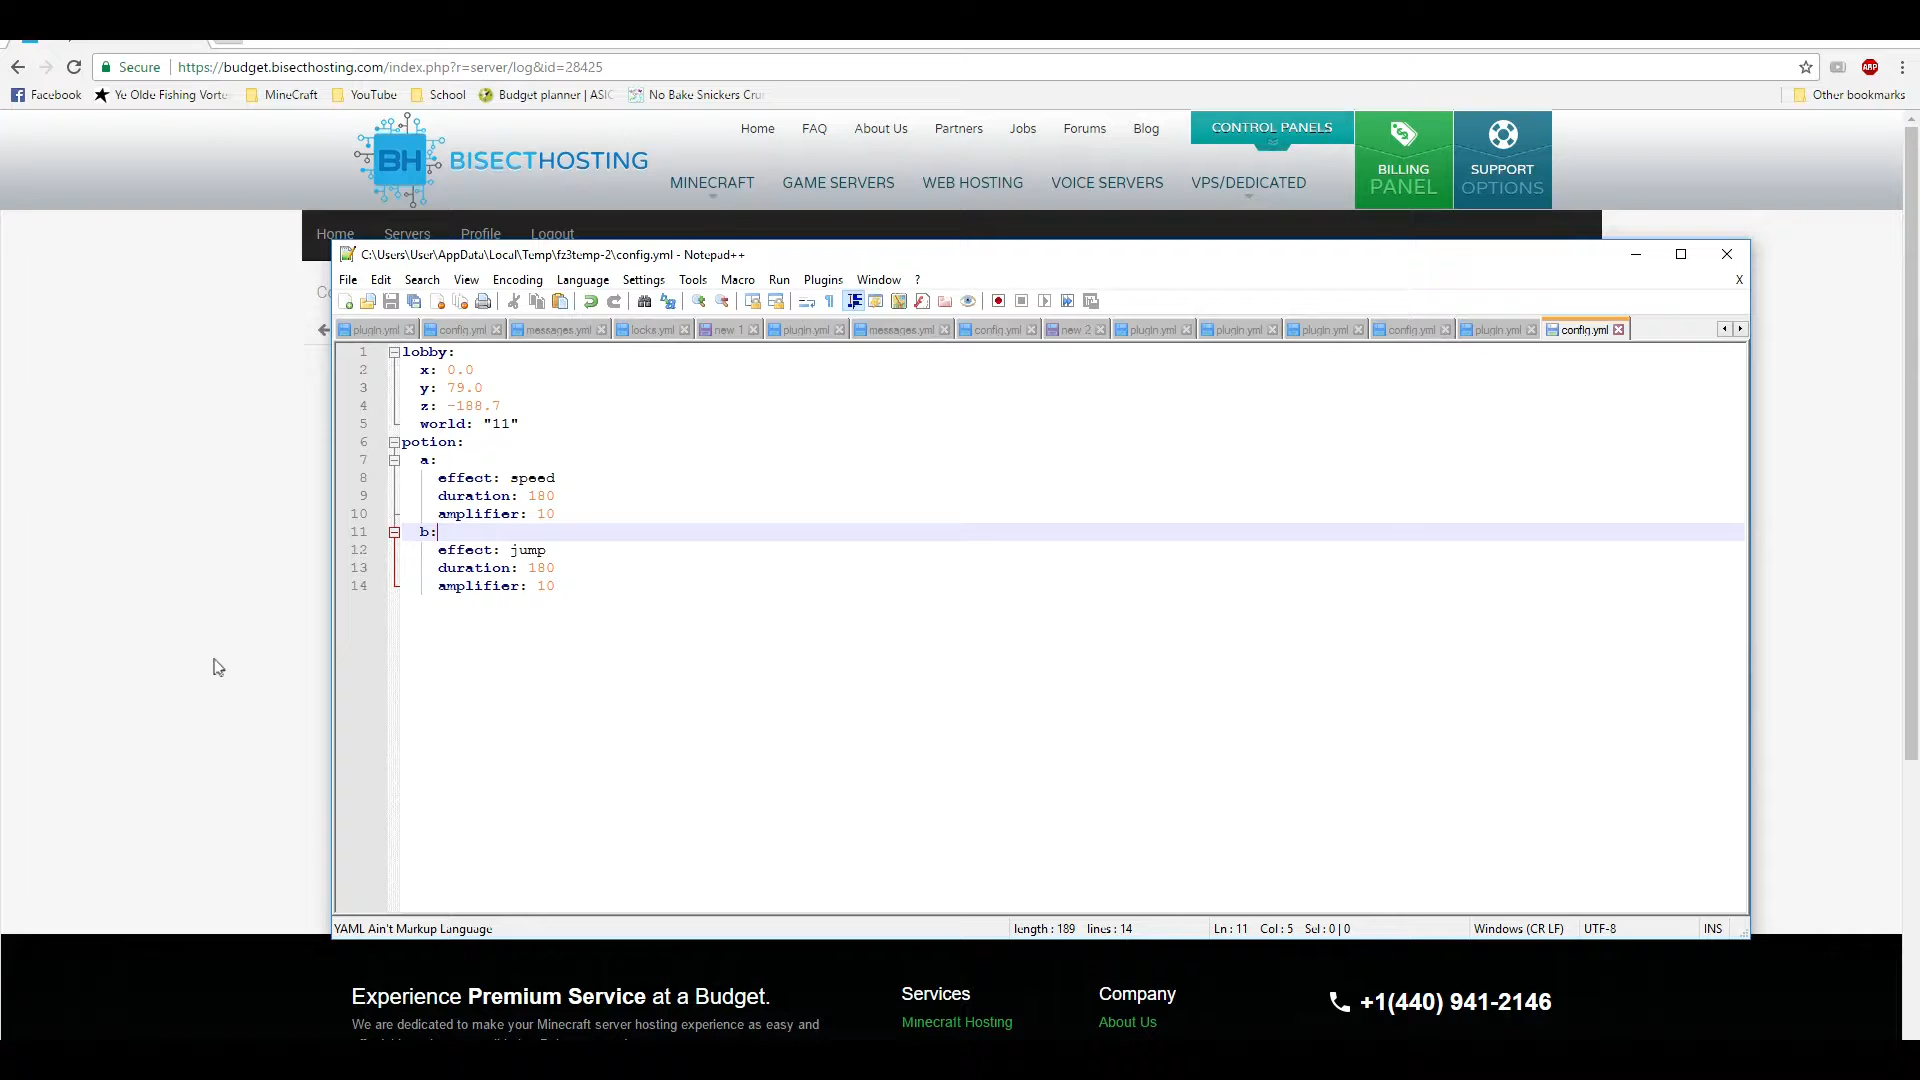 Secure https://budget.bisecthosting.com/index.php?r=server/log&id=28425
ABP
Facebook Ye Olde Fishing Vorte MineCraft YouTube School Budget planner | ASIC No Bake Snickers Cru Other bookmarks
BH BISECTHOSTING
Home FAQ About Us Partners Jobs Forums Blog CONTROL PANELS
MINECRAFT GAME SERVERS WEB HOSTING VOICE SERVERS VPS/DEDICATED
BILLING PANEL
SUPPORT OPTIONS
Home Servers Profile Logout
C:\Users\User\AppData\Local\Temp\fz3temp-2\config.yml - Notepad++
File Edit Search View Encoding Language Settings Tools Macro Run Plugins Window ? X
plugin.yml config.yml messages.yml locks.yml new 1 plugin.yml messages.yml config.yml new 2 plugin.yml plugin.yml plugin.yml config.yml plugin.yml config.yml
1 lobby:
2 x: 0.0
3 y: 79.0
4 z: -188.7
5 world: "11"
6 potion:
7 a:
8 effect: speed
9 duration: 180
10 amplifier: 10
11 b:
12 effect: jump
13 duration: 180
14 amplifier: 10
YAML Ain't Markup Language length : 189 lines : 14 Ln : 11 Col : 5 Sel : 0 | 0 Windows (CR LF) UTF-8 INS
Experience Premium Service at a Budget.
We are dedicated to make your Minecraft server hosting experience as easy and
Services
Minecraft Hosting
Company
About Us
+1(440) 941-2146